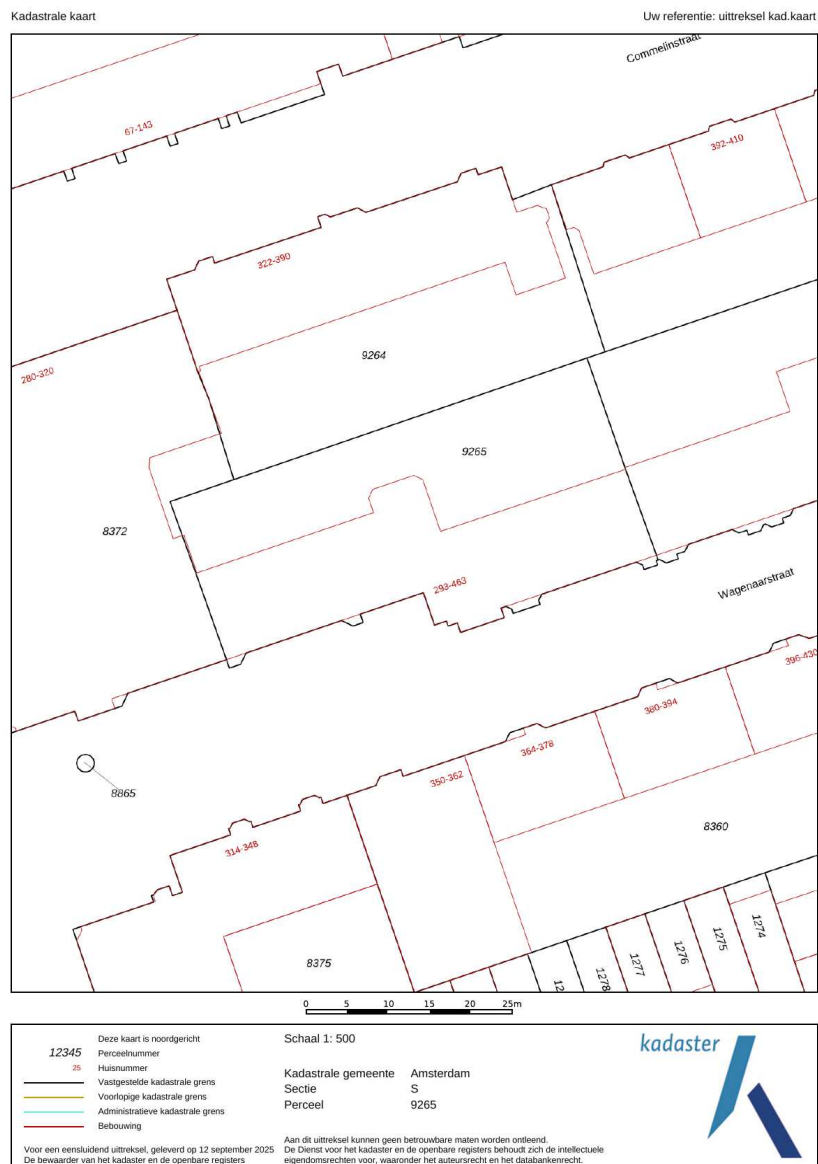 Kadastrale kaart
Uw referentie: uittreksel kad.kaart
Commelinstraat
67-143
392-410
322-390
9264
280-320
9265
8372
293-463
Wagenaarstraat
396-430
380-394
364-378
350-362
8865
8360
314-348
8375
1274
1275
1276
1277
1278
12
0 5 10 15 20 25m
Deze kaart is noordgericht
12345 Perceelnummer
25 Huisnummer
Vastgestelde kadastrale grens
Voorlopige kadastrale grens
Administratieve kadastrale grens
Bebouwing
Voor een eensluidend uittreksel, geleverd op 12 september 2025
De bewaarder van het kadaster en de openbare registers
Schaal 1: 500
Kadastrale gemeente Amsterdam
Sectie S
Perceel 9265
Aan dit uittreksel kunnen geen betrouwbare maten worden ontleend.
De Dienst voor het kadaster en de openbare registers behoudt zich de intellectuele
eigendomsrechten voor, waaronder het auteursrecht en het databankenrecht.
kadaster